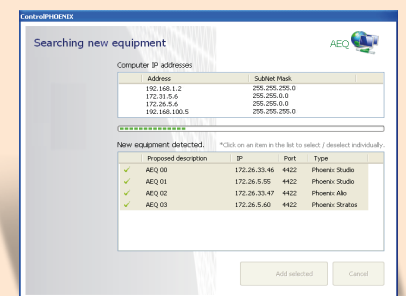 ControlPHOENIX
Searching new equipment
AEQ
Computer IP addresses
Address SubNet Mask
192.168.1.2 255.255.255.0
172.31.5.6 255.255.0.0
172.26.5.6 255.255.0.0
192.168.100.5 255.255.255.0
New equipment detected. *Click on an item in the list to select / deselect individually.
Proposed description IP Port Type
AEQ 00 172.26.33.46 4422 Phoenix Studio
AEQ 01 172.26.5.55 4422 Phoenix Studio
AEQ 02 172.26.33.47 4422 Phoenix Alio
AEQ 03 172.26.5.60 4422 Phoenix Stratos
Add selected Cancel